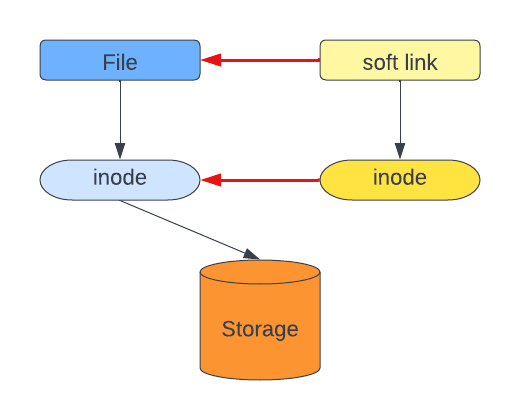 File
soft link
inode
inode
Storage